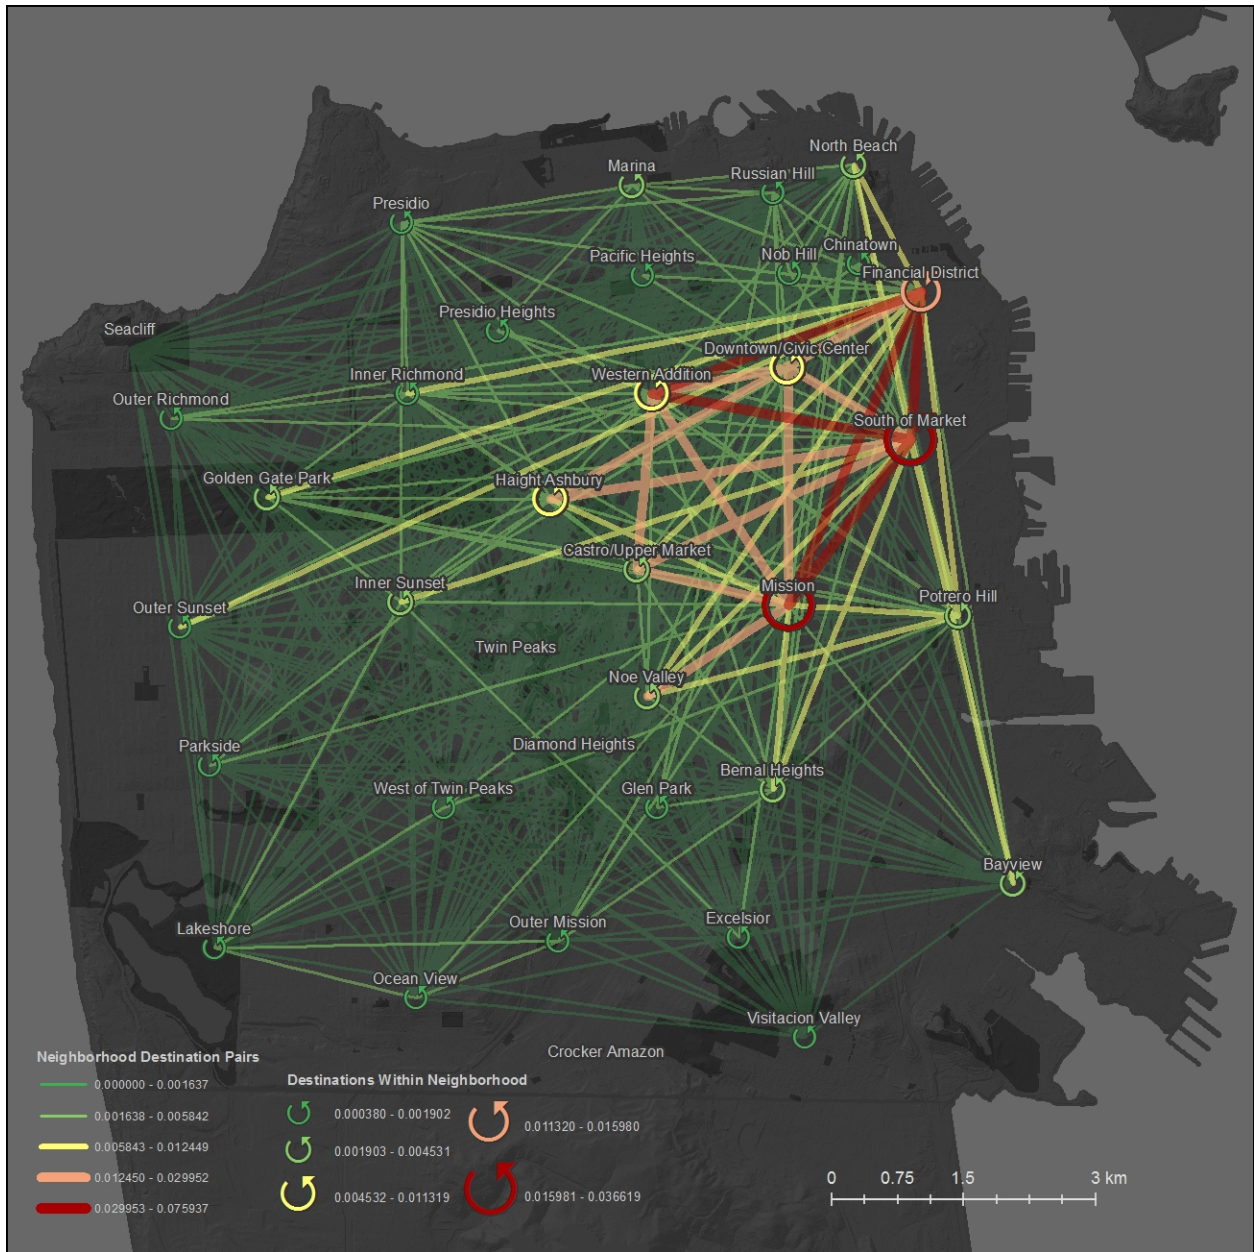 North Beach
Marina
Russian Hill
Presidio
Chinatown
Pacific Heights
Nob Hill
Financial District
Presidio Heights
Seacliff
Downtown/Civic Center
Inner Richmond
Western Addition
Outer Richmond
South of Market
Golden Gate Park
Haight Ashbury
Castro/Upper Market
Inner Sunset
Mission
Potrero Hill
Outer Sunset
Twin Peaks
Noe Valley
Parkside
Diamond Heights
Bernal Heights
West of Twin Peaks
Glen Park
Bayview
Lakeshore
Outer Mission
Excelsior
Ocean View
Visitacion Valley
Crocker Amazon
Neighborhood Destination Pairs
0.000000 - 0.001637
0.001638 - 0.005842
0.005843 - 0.012449
0.012450 - 0.029952
0.029953 - 0.075937
Destinations Within Neighborhood
0.000380 - 0.001902
0.001903 - 0.004531
0.004532 - 0.011319
0.011320 - 0.015980
0.015981 - 0.036619
0 0.75 1.5 3 km